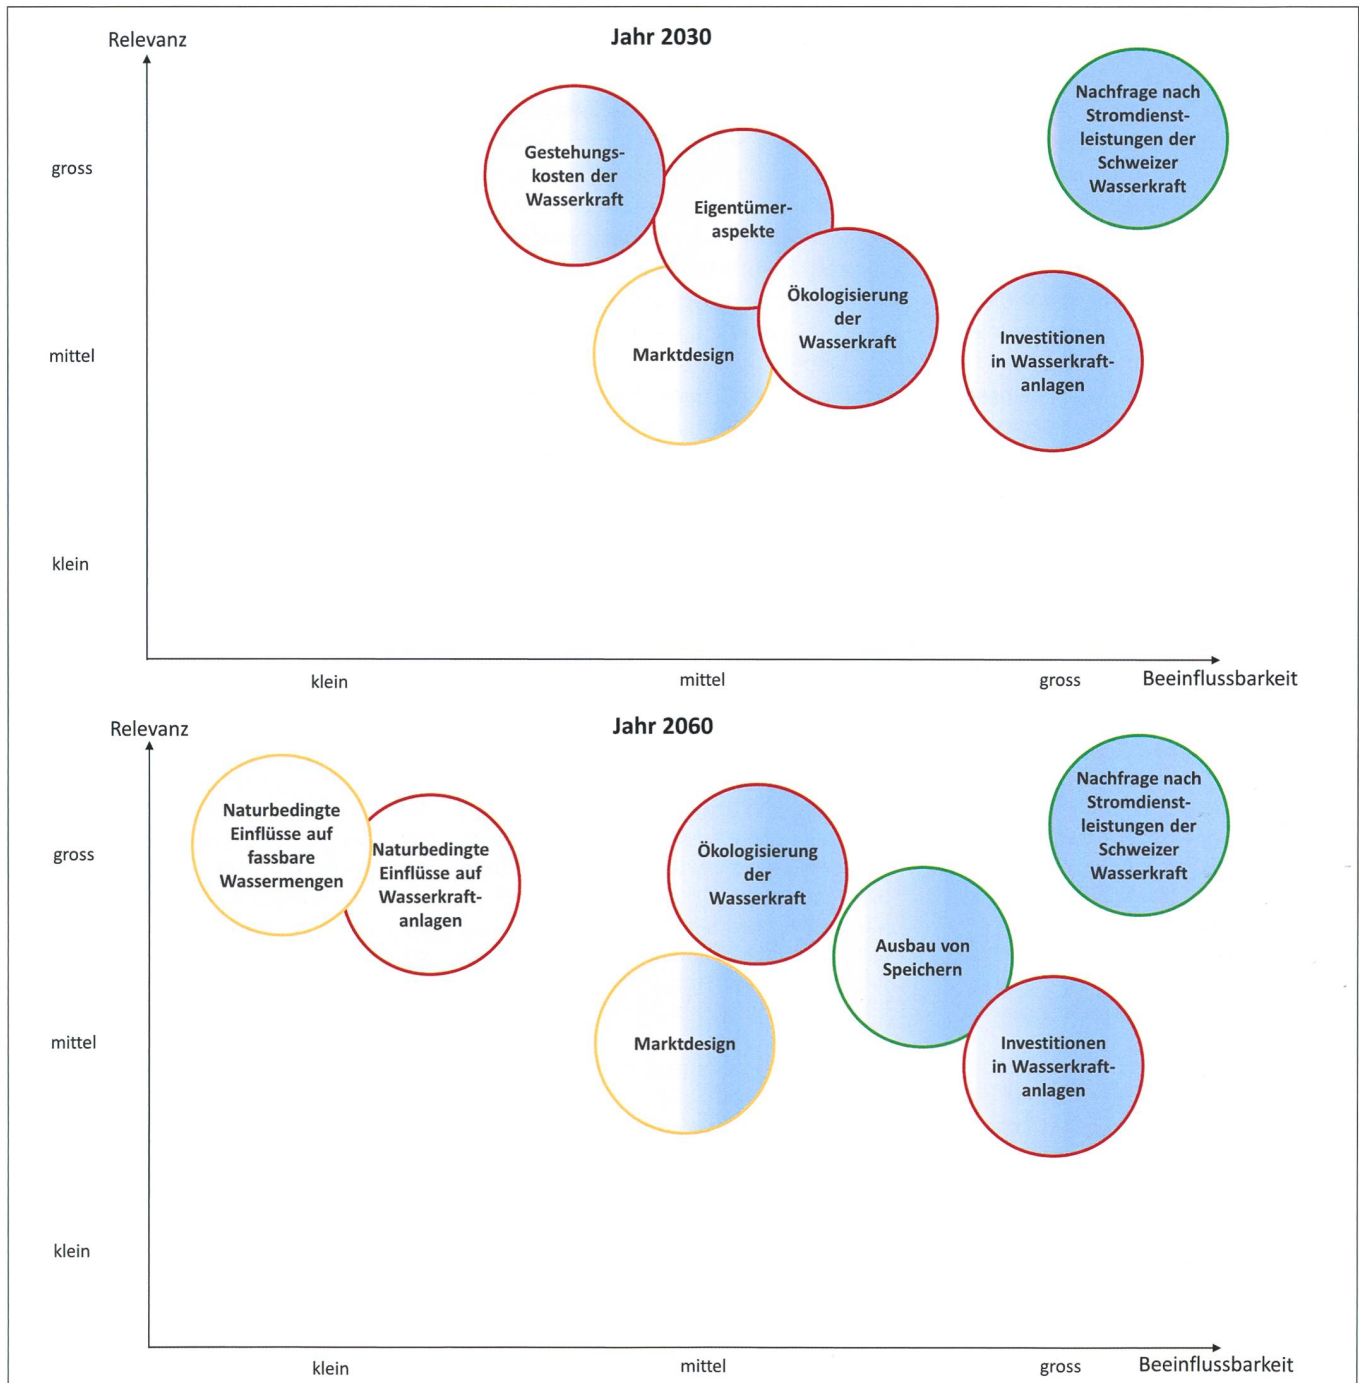 Jahr 2030
Relevanz
gross
mittel
klein
Gestehungs-
kosten der
Wasserkraft
Eigentümer-
aspekte
Marktdesign
Ökologisierung
der
Wasserkraft
Investitionen
in Wasserkraft-
anlagen
Nachfrage nach
Stromdienst-
leistungen der
Schweizer
Wasserkraft
klein
mittel
gross
Beeinflussbarkeit
Jahr 2060
Relevanz
gross
mittel
klein
Naturbedingte
Einflüsse auf
fassbare
Wassermengen
Naturbedingte
Einflüsse auf
Wasserkraft-
anlagen
Ökologisierung
der
Wasserkraft
Marktdesign
Ausbau von
Speichern
Investitionen
in Wasserkraft-
anlagen
Nachfrage nach
Stromdienst-
leistungen der
Schweizer
Wasserkraft
klein
mittel
gross
Beeinflussbarkeit